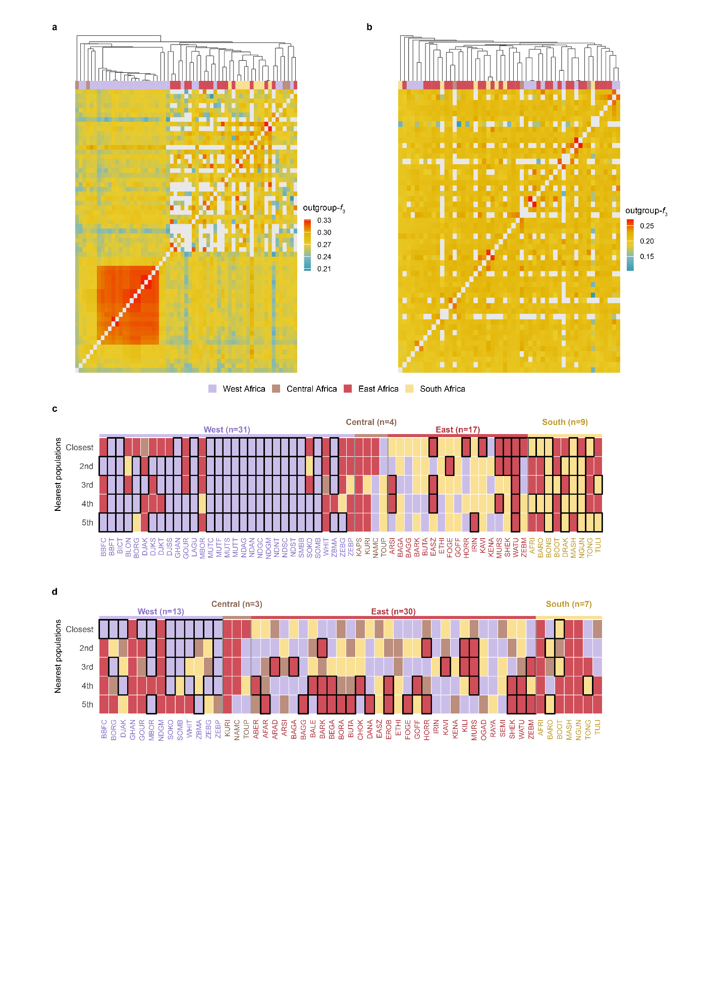 a
b
outgroup-f3
0.33
0.30
0.27
0.24
0.21
outgroup-f3
0.25
0.20
0.15
West Africa
Central Africa
East Africa
South Africa
c
Central (n=4)
South (n=9)
West (n=31)
East (n=17)
Nearest populations
Closest
2nd
3rd
4th
5th
BBFC BBFT BICT BLON BORG DJAK DJKS DJKT DJSS GHAN GOUR LAGU MBOR MUTC MUTF MUTS MUTT NDAG NDAN NDGC NDGM NDNT NDSC NDST SMBB SOKO SOMB WHIT ZBMA ZEBG ZEBP KAPS KURI NAMC TOUP ARSI BAGA BAGG BARK BUTA EASZ ETHI FOGE GOFF HORR IRIN KAVI KENA MURS SHEK WATU ZEBM AFRI BARO BONS BOOT DRAK MASH NGUN TONG TULI
d
Central (n=3)
South (n=7)
West (n=13)
East (n=30)
Nearest populations
Closest
2nd
3rd
4th
5th
BBFC BORG DJAK GHAN GOUR MBOR NDGM SOKO SOMB WHIT ZBMA ZEBG ZEBP KURI NAMC TOUP ABER AFAR ARAD ARSI BAGA BAGG BALE BARK BEGA BORA BUTA CHOK DANA EASZ EROB ETHI FOGE GOFF HORR IRIN KAVI KENA KILI MURS OGAD RAYA SEMI SHEK WATU ZEBM AFRI BARO BOOT MASH NGUN TONG TULI